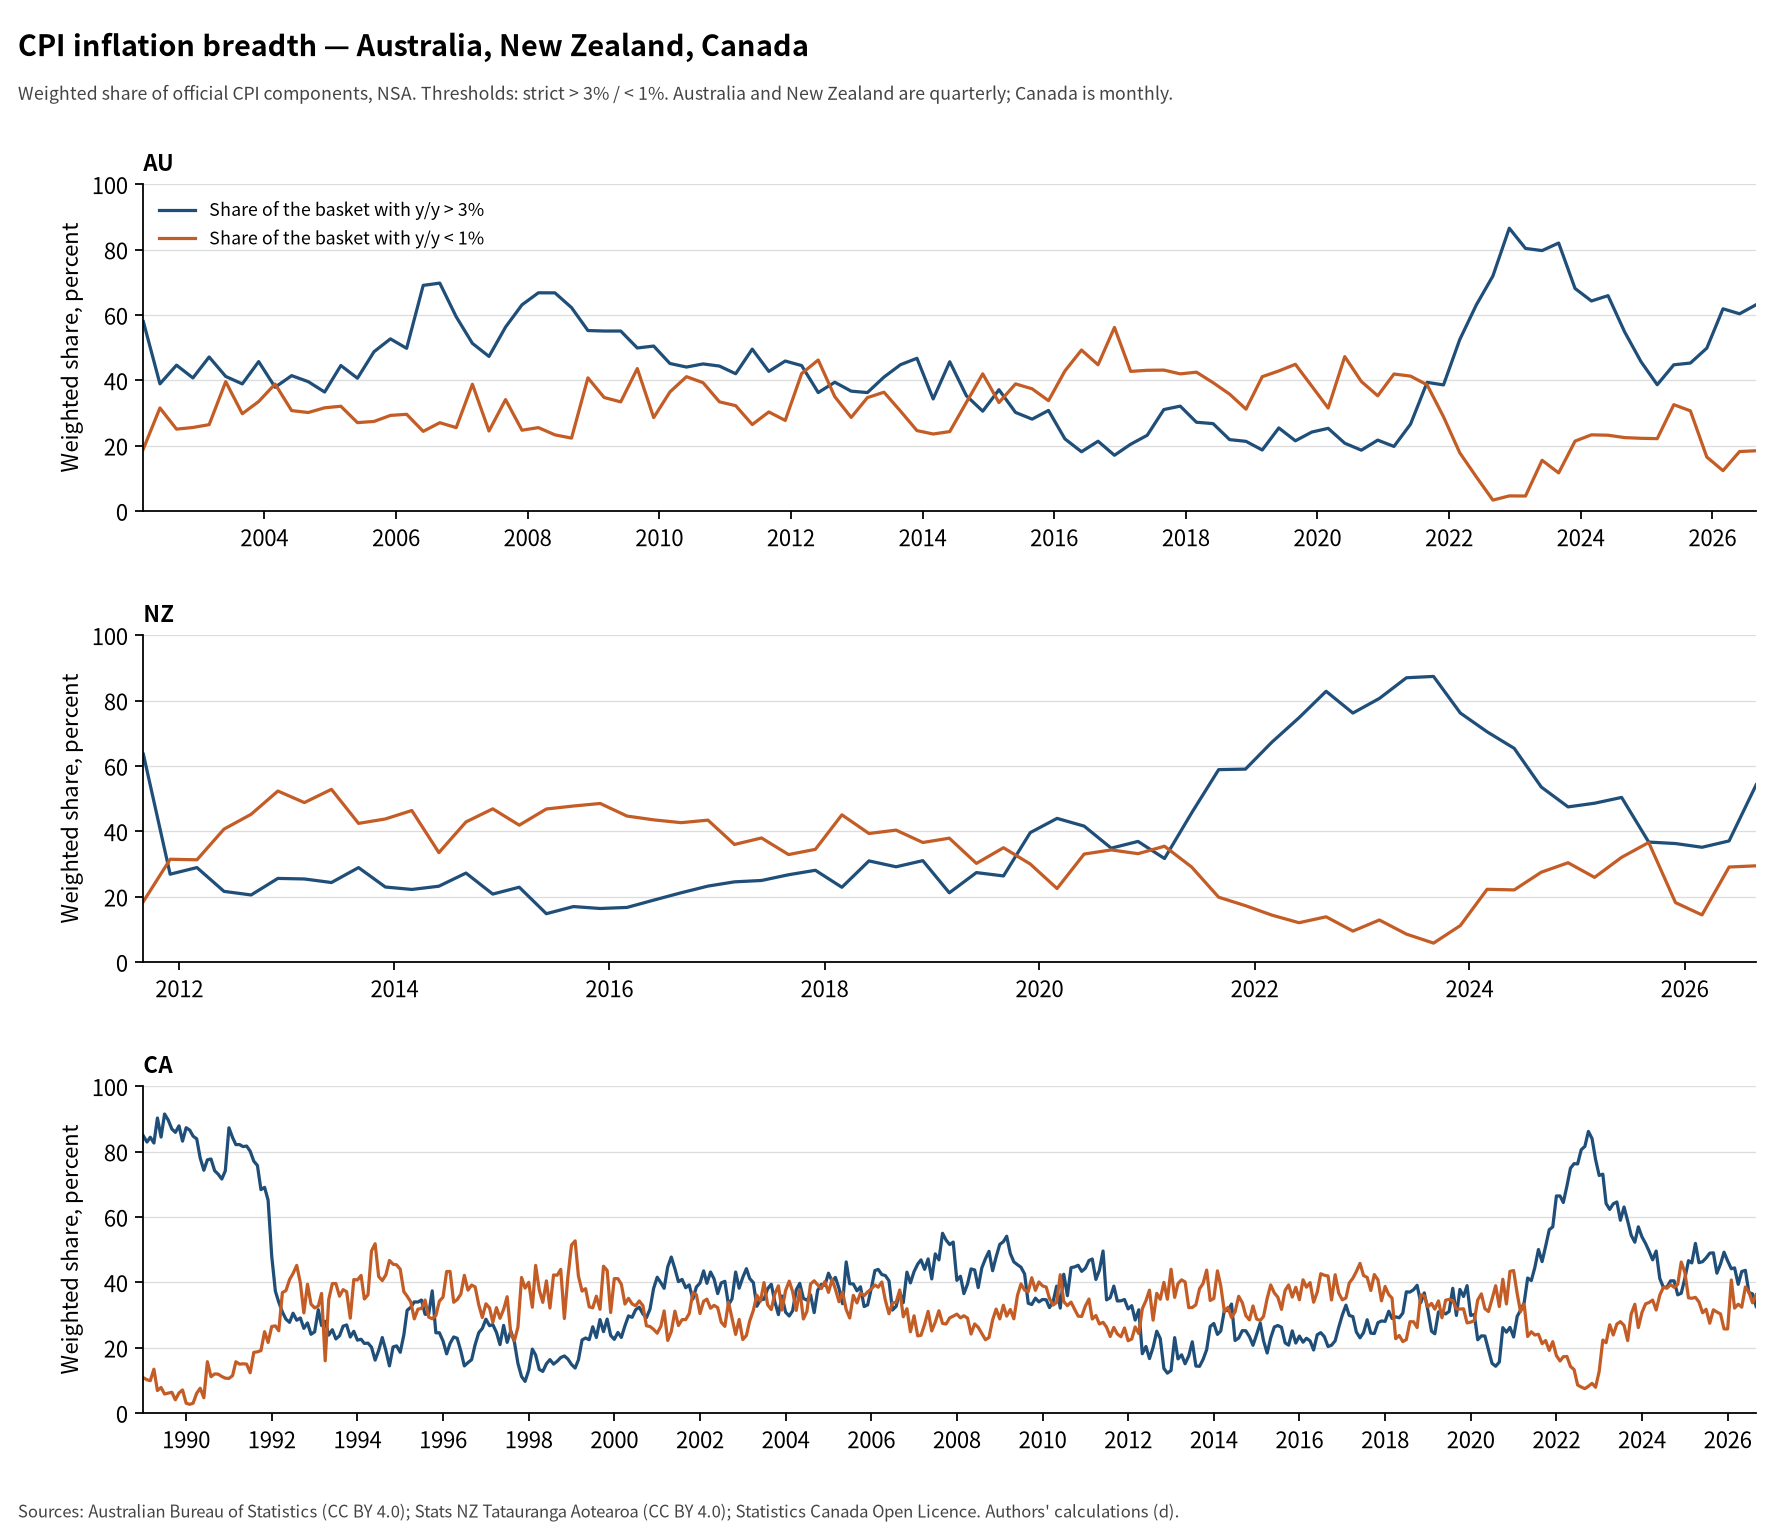 CPI inflation breadth — Australia, New Zealand, Canada
Weighted share of official CPI components, NSA. Thresholds: strict > 3% / < 1%. Australia and New Zealand are quarterly; Canada is monthly.
AU
Weighted share, percent
100
80
60
40
20
0
Share of the basket with y/y > 3%
Share of the basket with y/y < 1%
2004 2006 2008 2010 2012 2014 2016 2018 2020 2022 2024 2026
NZ
Weighted share, percent
100
80
60
40
20
0
2012 2014 2016 2018 2020 2022 2024 2026
CA
Weighted share, percent
100
80
60
40
20
0
1990 1992 1994 1996 1998 2000 2002 2004 2006 2008 2010 2012 2014 2016 2018 2020 2022 2024 2026
Sources: Australian Bureau of Statistics (CC BY 4.0); Stats NZ Tatauranga Aotearoa (CC BY 4.0); Statistics Canada Open Licence. Authors' calculations (d).